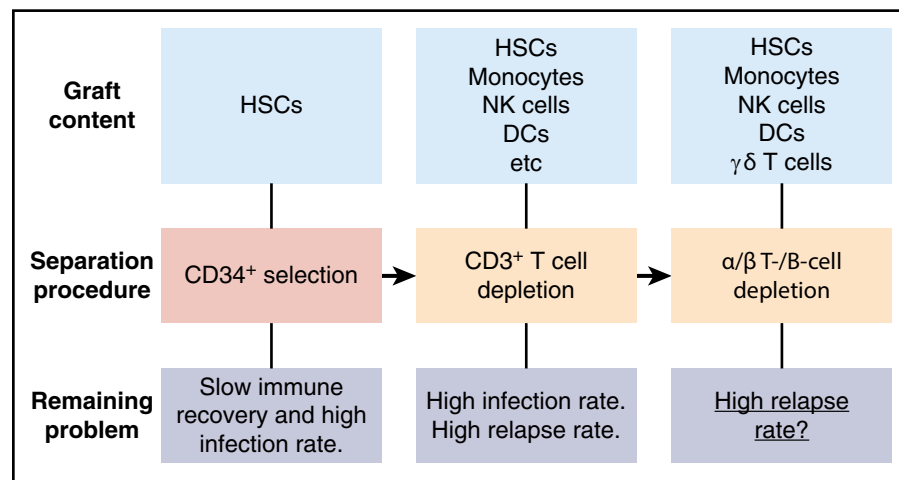 Graft
content
HSCs
HSCs
Monocytes
NK cells
DCs
etc
HSCs
Monocytes
NK cells
DCs
γδ T cells
Separation
procedure
CD34⁺ selection
CD3⁺ T cell
depletion
α/β T-/B-cell
depletion
Remaining
problem
Slow immune
recovery and high
infection rate.
High infection rate.
High relapse rate.
High relapse
rate?